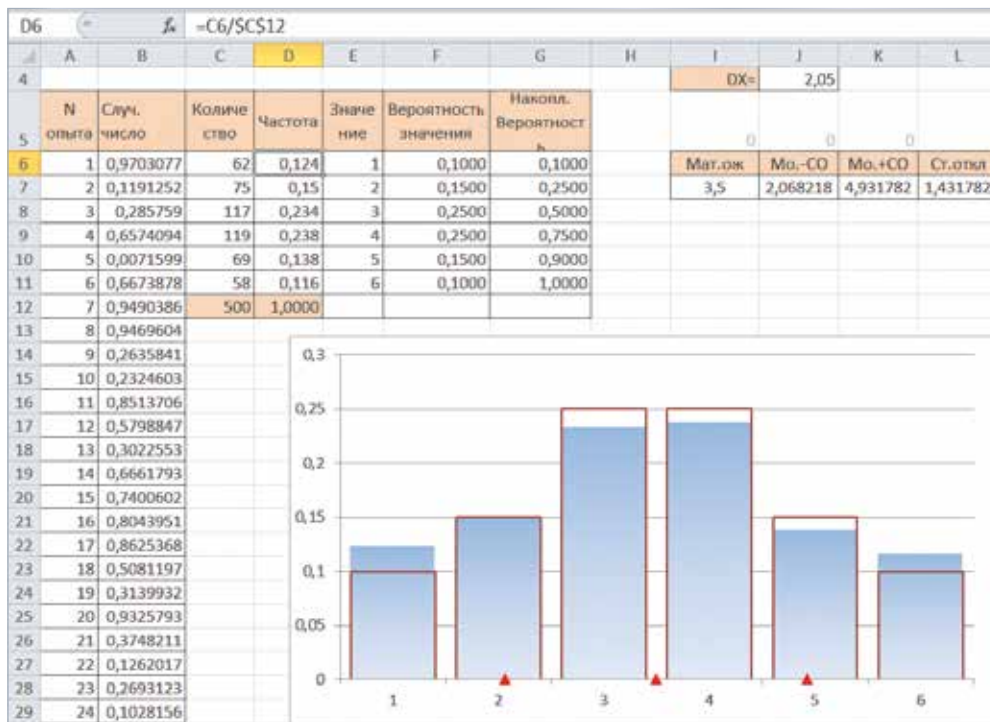 D6 fx =C6/$C$12
A B C D E F G H I J K L
4 DX= 2,05
N Случ. Количе Частота Значе Вероятность Накопл.
5 опыта число ство ние значения Вероятност ь 0 0 0
6 1 0,9703077 62 0,124 1 0,1000 0,1000 Мат.ож Мо.-СО Мо.+СО Ст.откл
7 2 0,1191252 75 0,15 2 0,1500 0,2500 3,5 2,068218 4,931782 1,431782
8 3 0,285759 117 0,234 3 0,2500 0,5000
9 4 0,6574094 119 0,238 4 0,2500 0,7500
10 5 0,0071599 69 0,138 5 0,1500 0,9000
11 6 0,6673878 58 0,116 6 0,1000 1,0000
12 7 0,9490386 500 1,0000
13 8 0,9469604
14 9 0,2635841
15 10 0,2324603
16 11 0,8513706
17 12 0,5798847
18 13 0,3022553
19 14 0,6661793
20 15 0,7400602
21 16 0,8043951
22 17 0,8625368
23 18 0,5081197
24 19 0,3139932
25 20 0,9325793
26 21 0,3748211
27 22 0,1262017
28 23 0,2693123
29 24 0,1028156
0,3
0,25
0,2
0,15
0,1
0,05
0
1 2 3 4 5 6